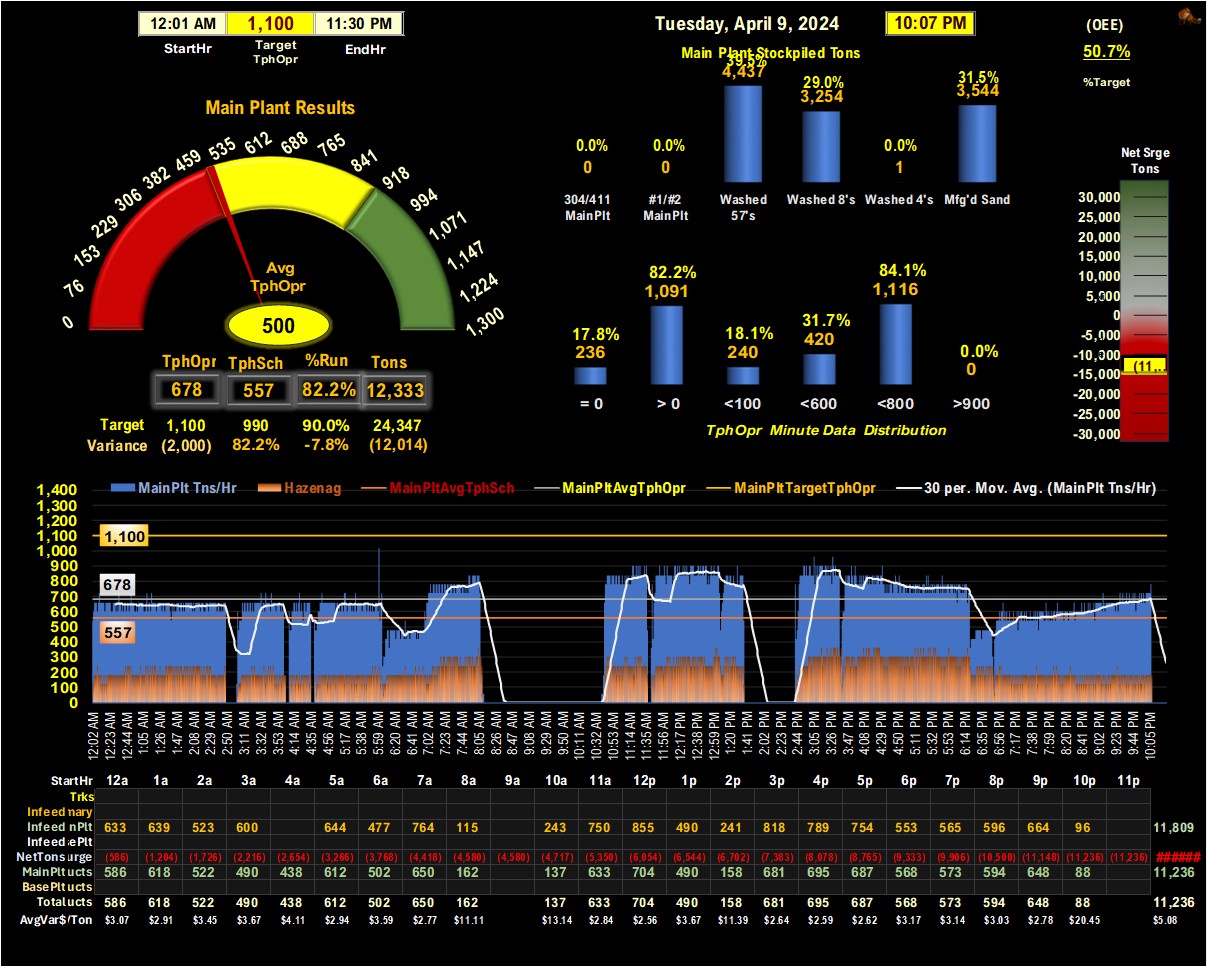 12:01 AM 1,100 11:30 PM
StartHr Target TphOpr EndHr
Tuesday, April 9, 2024 10:07 PM
(OEE)
50.7%
%Target
Main Plant Stockpiled Tons
39.5% 29.0% 31.5%
4,437 3,254 3,544
0.0% 0.0% 0.0%
0 0 1
304/411 MainPlt #1/#2 MainPlt Washed 57's Washed 8's Washed 4's Mfg'd Sand
Main Plant Results
0 76 153 229 306 382 459 535 612 688 765 841 918 994 1,071 1,147 1,224 1,300
Avg
TphOpr
500
TphOpr TphSch %Run Tons
678 557 82.2% 12,333
Target 1,100 990 90.0% 24,347
Variance (2,000) 82.2% -7.8% (12,014)
17.8% 82.2% 18.1% 31.7% 84.1% 0.0%
236 1,091 240 420 1,116 0
= 0 > 0 <100 <600 <800 >900
TphOpr Minute Data Distribution
Net Srge
Tons
30,000
25,000
20,000
15,000
10,000
5,000
0
-5,000
-10,000
(11,..
-15,000
-20,000
-25,000
-30,000
MainPlt Tns/Hr Hazenag MainPltAvgTphSch MainPltAvgTphOpr MainPltTargetTphOpr 30 per. Mov. Avg. (MainPlt Tns/Hr)
1,400
1,300
1,200
1,100
1,000
900
800
700
600
500
400
300
200
100
0
1,100
678
557
12:02 AM 12:23 AM 12:44 AM 1:05 AM 1:26 AM 1:47 AM 2:08 AM 2:29 AM 2:50 AM 3:11 AM 3:32 AM 3:53 AM 4:14 AM 4:35 AM 4:56 AM 5:17 AM 5:38 AM 5:59 AM 6:20 AM 6:41 AM 7:02 AM 7:23 AM 7:44 AM 8:05 AM 8:26 AM 8:47 AM 9:08 AM 9:29 AM 9:50 AM 10:11 AM 10:32 AM 10:53 AM 11:14 AM 11:35 AM 11:56 AM 12:17 PM 12:38 PM 12:59 PM 1:20 PM 1:41 PM 2:02 PM 2:23 PM 2:44 PM 3:05 PM 3:26 PM 3:47 PM 4:08 PM 4:29 PM 4:50 PM 5:11 PM 5:32 PM 5:53 PM 6:14 PM 6:35 PM 6:56 PM 7:17 PM 7:38 PM 7:59 PM 8:20 PM 8:41 PM 9:02 PM 9:23 PM 9:44 PM 10:05 PM
StartHr 12a 1a 2a 3a 4a 5a 6a 7a 8a 9a 10a 11a 12p 1p 2p 3p 4p 5p 6p 7p 8p 9p 10p 11p
Trks
Infeed mary
Infeed nPlt 633 639 523 600 644 477 764 115 243 750 855 490 241 818 789 754 553 565 596 664 96 11,809
Infeed ePlt
NetTons urge (586) (1,204) (1,726) (2,216) (2,654) (3,266) (3,768) (4,418) (4,580) (4,580) (4,717) (5,350) (6,054) (6,544) (6,702) (7,383) (8,078) (8,765) (9,333) (9,906) (10,500) (11,148) (11,236) (11,236) ######
MainPl ucts 586 618 522 490 438 612 502 650 162 137 633 704 490 158 681 695 687 568 573 594 648 88 11,236
BasePlt ucts
Total ucts 586 618 522 490 438 612 502 650 162 137 633 704 490 158 681 695 687 568 573 594 648 88 11,236
AvgVar$/Ton $3.07 $2.91 $3.45 $3.67 $4.11 $2.94 $3.59 $2.77 $11.11 $13.14 $2.84 $2.56 $3.67 $11.39 $2.64 $2.59 $2.62 $3.17 $3.14 $3.03 $2.78 $20.45 $5.08